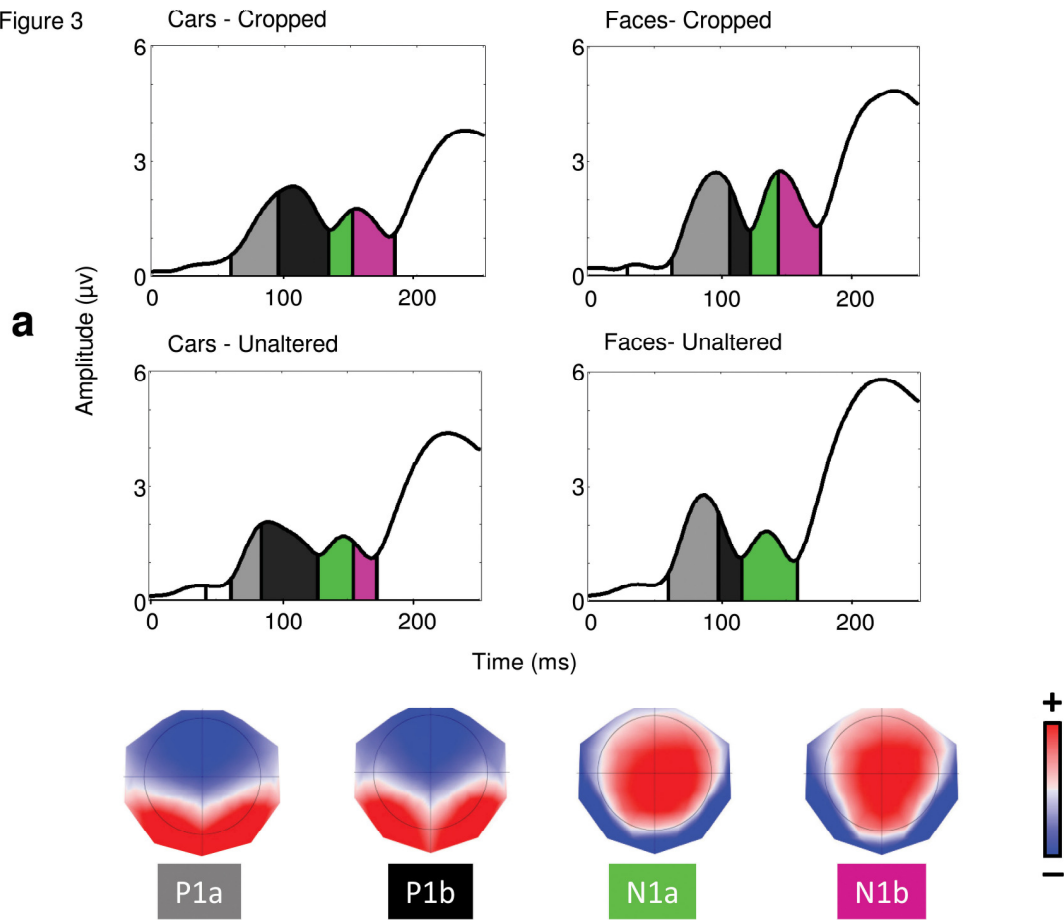 Figure 3
Cars - Cropped
Faces- Cropped
6
3
0
0
100
200
6
3
0
0
100
200
a
Amplitude (µv)
Cars - Unaltered
Faces- Unaltered
6
3
0
0
100
200
6
3
0
0
100
200
Time (ms)
+
−
P1a
P1b
N1a
N1b